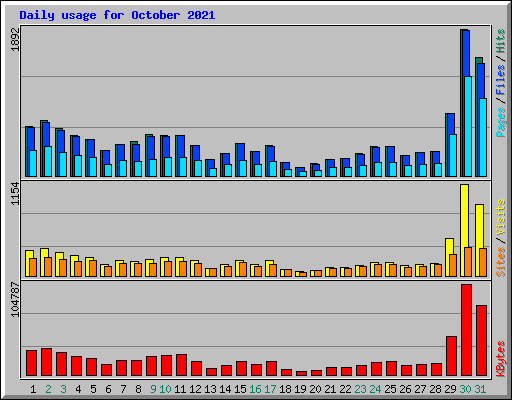 Daily usage for October 2021
1892
Pages / Files / Hits
1154
Sites / Visits
104787
KBytes
1 2 3 4 5 6 7 8 9 10 11 12 13 14 15 16 17 18 19 20 21 22 23 24 25 26 27 28 29 30 31